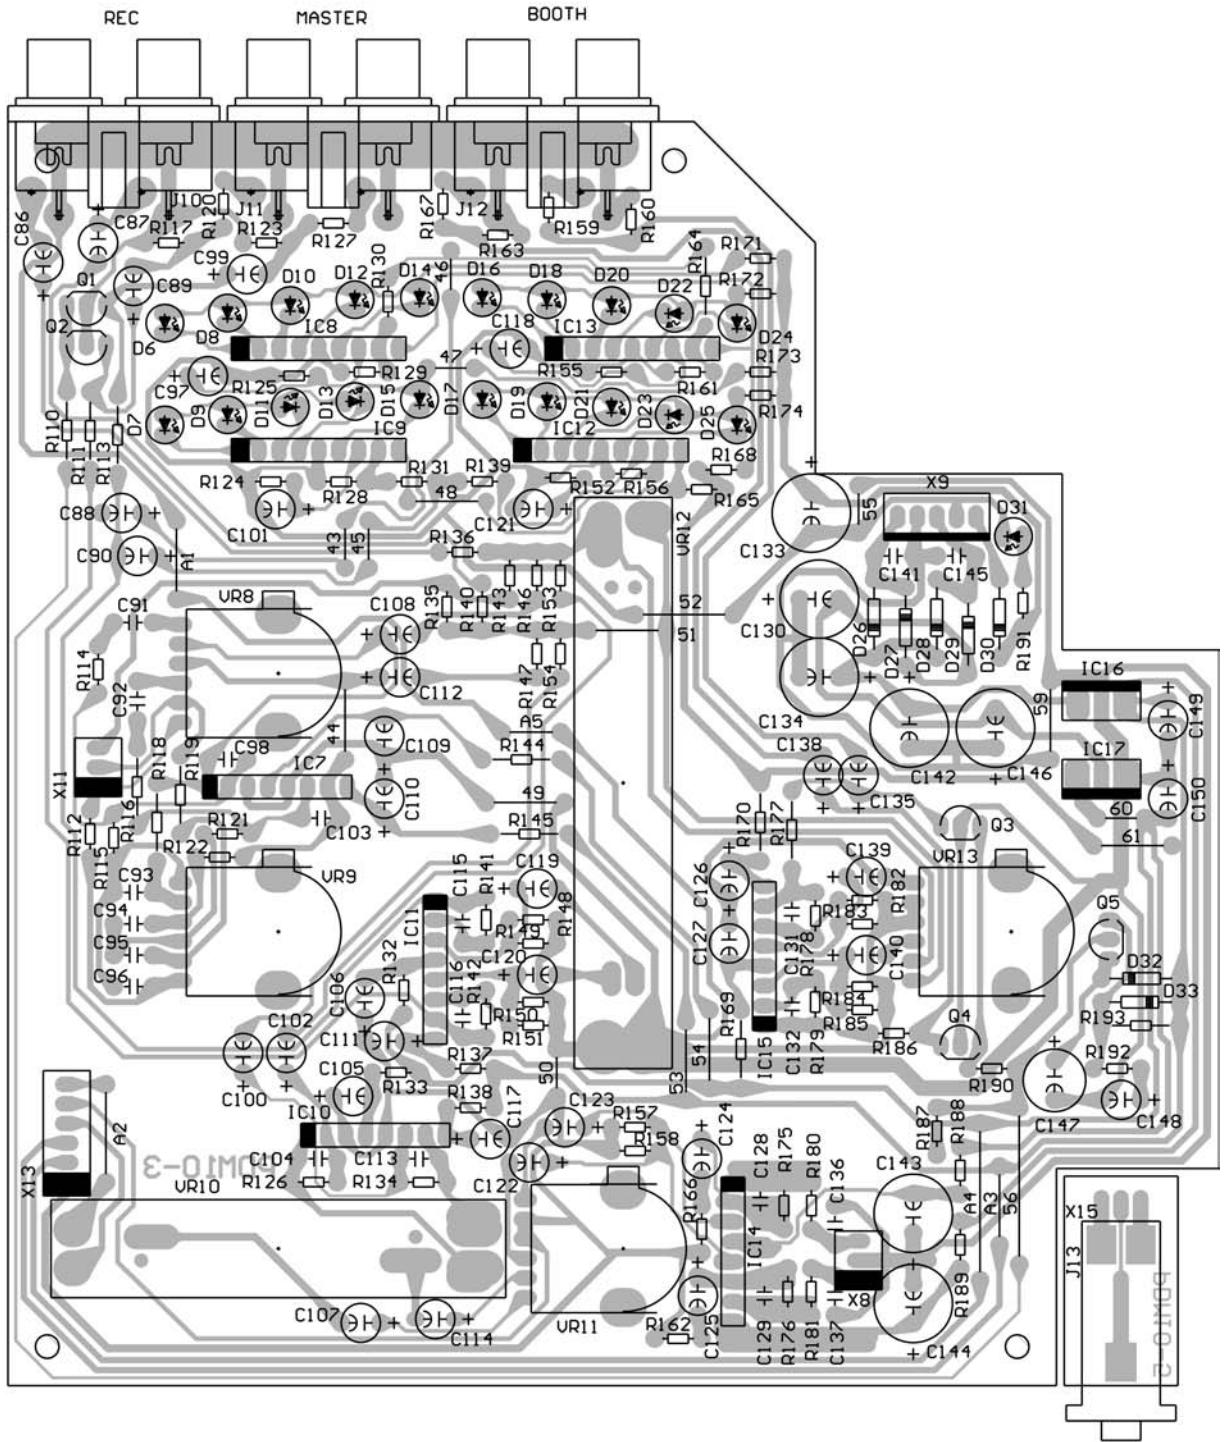 REC MASTER BOOTH
J10 J11 J12
C86 C87 R117 R120 R123 R127 R167 R163 R159 R160
C99 C89 Q1 Q2 D10 D12 R130 D14 46 D16 D18 D20 R164 R171 R172 D22
D6 D8 IC8 C118 IC13 D24
C97 R125 R129 47 R155 R161 R173
R110 R111 R113 D7 D9 D11 D13 D15 D17 D19 D21 D23 D25 R174
IC9 IC12
R124 R128 R131 R139 R152 R156 R168 R165
C88 C101 48 C121 VR12 C133 55 X9 D31
C90 A1 43 45 R136 C141 C145
C91 VR8 C108 R135 R140 R143 R146 R153 52 51 C130 D26 D27 D28 D29 D30 R191
R114 C92 C112 R147 R154 IC16
44 A5 C134 59 C149
X11 R118 R119 C98 C109 R144 C138 C142 C146 IC17
IC7 C110 49 C135 C150
R112 R115 R116 R121 R122 C103 R145 R170 R177 Q3 60 61
C93 VR9 C115 R141 C119 C126 C139 R182 VR13
C94 IC11 R149 R148 C127 C131 R178 R183 Q5
C95 C96 R132 C116 R142 C120 C140 D32 D33
C106 R150 R151 R169 R184 R185 R193
C102 C111 IC15 C132 R179 R186 Q4
C100 C105 R133 R137 50 53 54 R190 R192
R138 C117 C123 R157 C124 R187 R188 C147 C148
IC10 R158
X13 A2 PDM10-3 C104 C113 C122 C128 R175 R180 C136 C143 A4 A3 56 X15
R126 R134 R166
VR10 IC14 J13
C107 C114 VR11 R162 C125 C129 R176 R181 C137 X8 C144 R189 PDM10-5